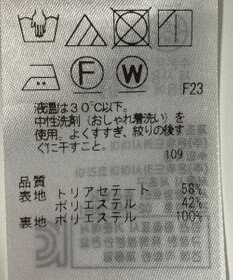 F W F23
液温は30℃以下。
中性洗剤(おしゃれ着洗い)を
使用。よくすすぎ、絞りの後す
ぐに干すこと。
109
品質
表地 トリアセテート 58%
ポリエステル 42%
裏地 ポリエステル 100%